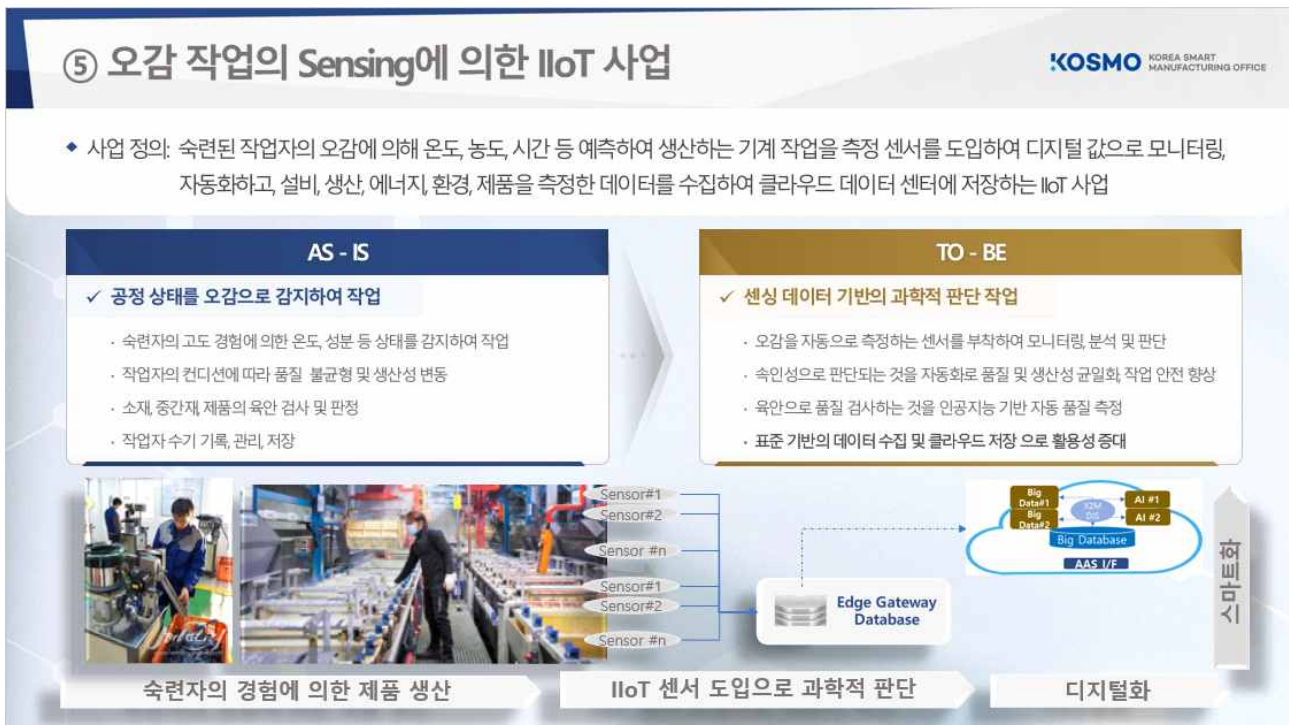 ⑤ 오감 작업의 Sensing에 의한 IIoT 사업
KOSMO KOREA SMART
MANUFACTURING OFFICE
◆ 사업 정의: 숙련된 작업자의 오감에 의해 온도, 농도, 시간 등 예측하여 생산하는 기계 작업을 측정 센서를 도입하여 디지털 값으로 모니터링,
자동화하고, 설비, 생산, 에너지, 환경, 제품을 측정한 데이터를 수집하여 클라우드 데이터 센터에 저장하는 IIoT 사업
AS - IS
✓ 공정 상태를 오감으로 감지하여 작업
· 숙련자의 고도 경험에 의한 온도, 성분 등 상태를 감지하여 작업
· 작업자의 컨디션에 따라 품질 불균형 및 생산성 변동
· 소재, 중간재, 제품의 육안 검사 및 판정
· 작업자 수기 기록, 관리, 저장
TO - BE
✓ 센싱 데이터 기반의 과학적 판단 작업
· 오감을 자동으로 측정하는 센서를 부착하여 모니터링, 분석 및 판단
· 속인성으로 판단되는 것을 자동화로 품질 및 생산성 균일화, 작업 안전 향상
· 육안으로 품질 검사하는 것을 인공지능 기반 자동 품질 측정
· 표준 기반의 데이터 수집 및 클라우드 저장 으로 활용성 증대
Sensor#1
Sensor#2
Sensor #n
Sensor#1
Sensor#2
Sensor #n
Edge Gateway
Database
Big
Data#1
Big
Data#2
AI #1
AI #2
Big Database
AAS I/F
스마트화
숙련자의 경험에 의한 제품 생산
IIoT 센서 도입으로 과학적 판단
디지털화